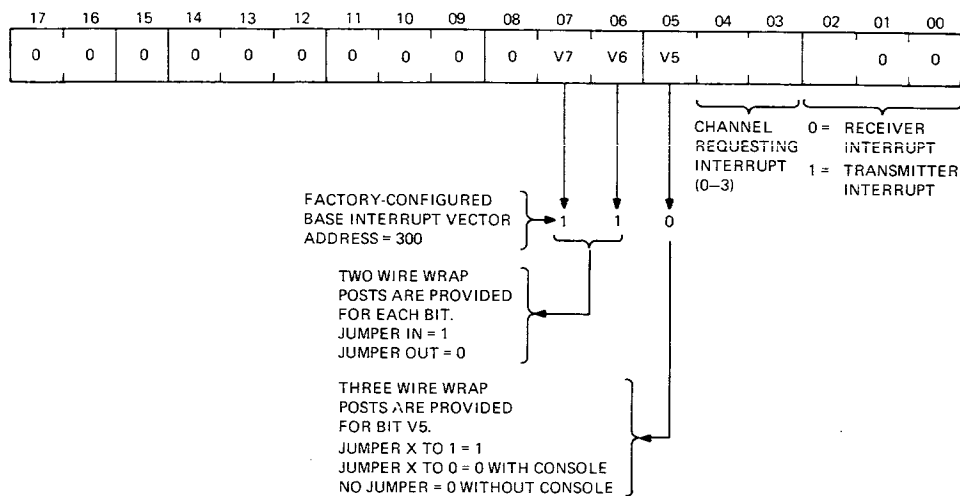 17 16 15 14 13 12 11 10 09 08 07 06 05 04 03 02 01 00
0 0 0 0 0 0 0 0 0 0 V7 V6 V5 0 0
CHANNEL
REQUESTING
INTERRUPT
(0–3)
0 = RECEIVER
INTERRUPT
1 = TRANSMITTER
INTERRUPT
FACTORY-CONFIGURED
BASE INTERRUPT VECTOR
ADDRESS = 300
1 1 0
TWO WIRE WRAP
POSTS ARE PROVIDED
FOR EACH BIT.
JUMPER IN = 1
JUMPER OUT = 0
THREE WIRE WRAP
POSTS ARE PROVIDED
FOR BIT V5.
JUMPER X TO 1 = 1
JUMPER X TO 0 = 0 WITH CONSOLE
NO JUMPER = 0 WITHOUT CONSOLE